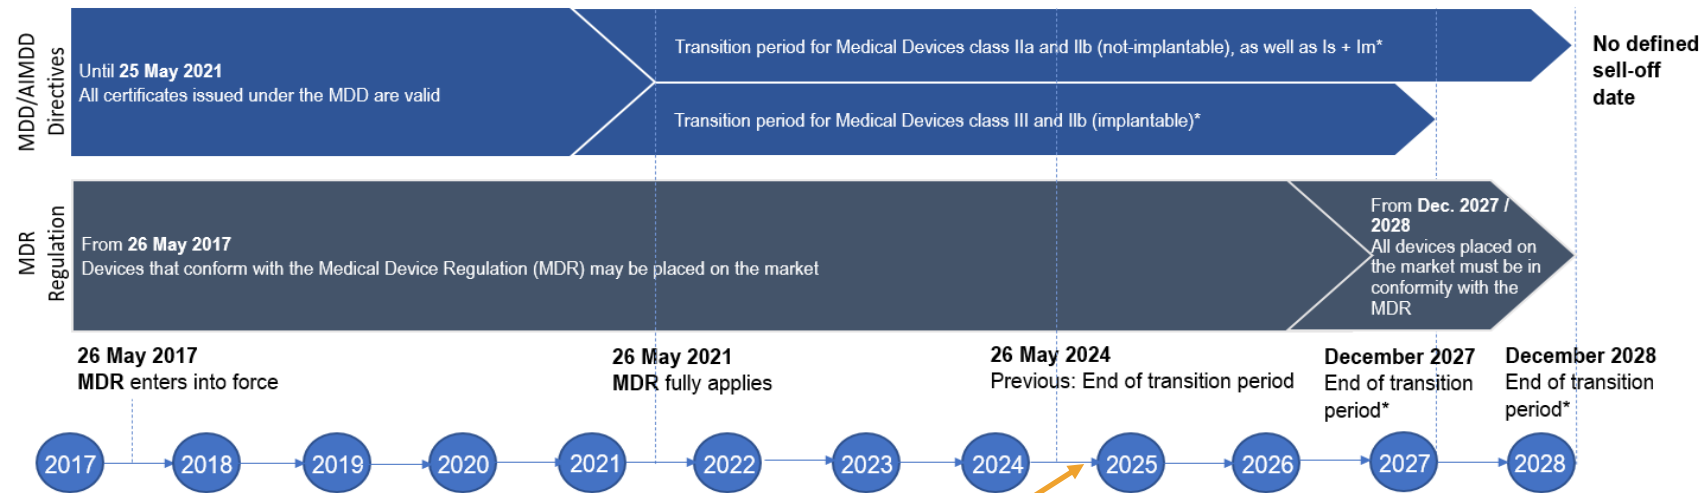 MDD/AIMDD
Directives
Until 25 May 2021
All certificates issued under the MDD are valid
Transition period for Medical Devices class IIa and IIb (not-implantable), as well as Is + Im*
Transition period for Medical Devices class III and IIb (implantable)*
No defined
sell-off
date
MDR
Regulation
From 26 May 2017
Devices that conform with the Medical Device Regulation (MDR) may be placed on the market
From Dec. 2027 /
2028
All devices placed on
the market must be in
conformity with the
MDR
26 May 2017
MDR enters into force
26 May 2021
MDR fully applies
26 May 2024
Previous: End of transition period
December 2027
End of transition
period*
December 2028
End of transition
period*
2017
2018
2019
2020
2021
2022
2023
2024
2025
2026
2027
2028